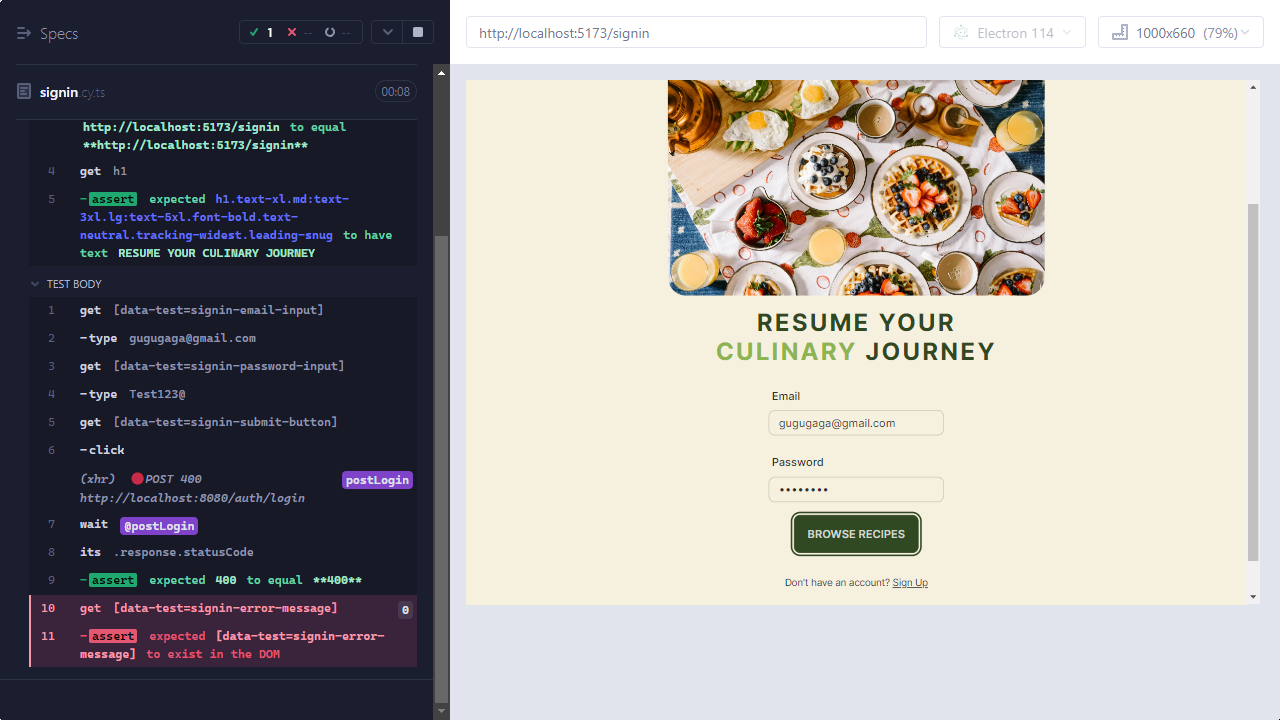 Specs
1
--
--
http://localhost:5173/signin
Electron 114
1000x660 (79%)
signin.cy.ts
00:08
http://localhost:5173/signin to equal
**http://localhost:5173/signin**
4 get h1
5 -assert expected h1.text-xl.md:text-
3xl.lg:text-5xl.font-bold.text-
neutral.tracking-widest.leading-snug to have
text RESUME YOUR CULINARY JOURNEY
TEST BODY
1 get [data-test=signin-email-input]
2 -type gugugaga@gmail.com
3 get [data-test=signin-password-input]
4 -type Test123@
5 get [data-test=signin-submit-button]
6 -click
(xhr) POST 400 postLogin
http://localhost:8080/auth/login
7 wait @postLogin
8 its .response.statusCode
9 -assert expected 400 to equal **400**
10 get [data-test=signin-error-message] 0
11 -assert expected [data-test=signin-error-
message] to exist in the DOM
RESUME YOUR
CULINARY JOURNEY
Email
gugugaga@gmail.com
Password
••••••••
BROWSE RECIPES
Don't have an account? Sign Up